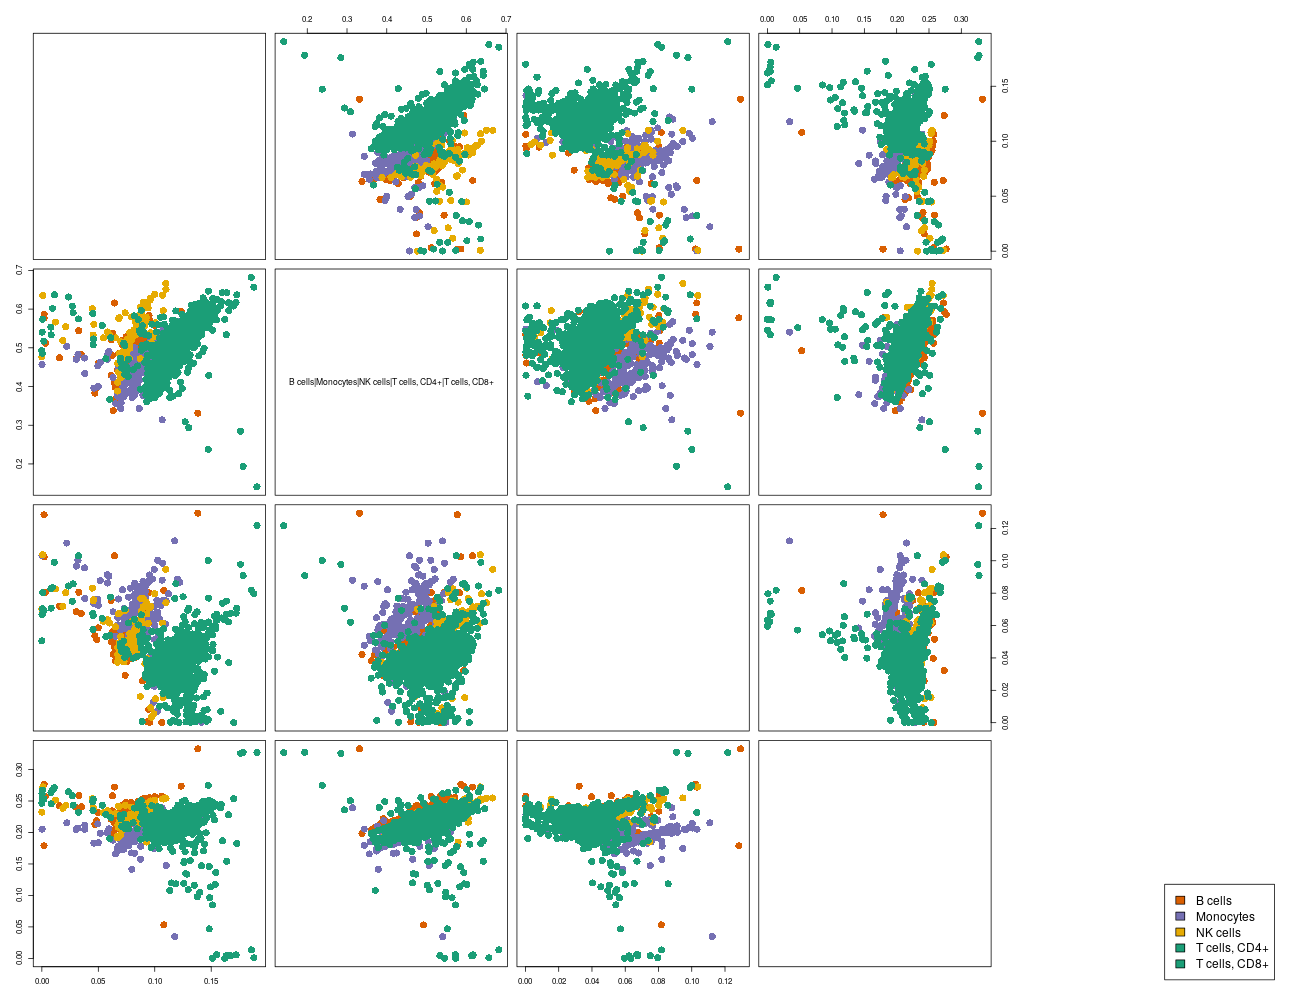 0.2 0.3 0.4 0.5 0.6 0.7
0.00 0.05 0.10 0.15 0.20 0.25 0.30
0.15
0.10
0.05
0.00
0.7
0.6
0.5
0.4
0.3
0.2
B cells|Monocytes|NK cells|T cells, CD4+|T cells, CD8+
0.12
0.10
0.08
0.06
0.04
0.02
0.00
0.30
0.25
0.20
0.15
0.10
0.05
0.00
0.00 0.05 0.10 0.15
0.00 0.02 0.04 0.06 0.08 0.10 0.12
B cells
Monocytes
NK cells
T cells, CD4+
T cells, CD8+